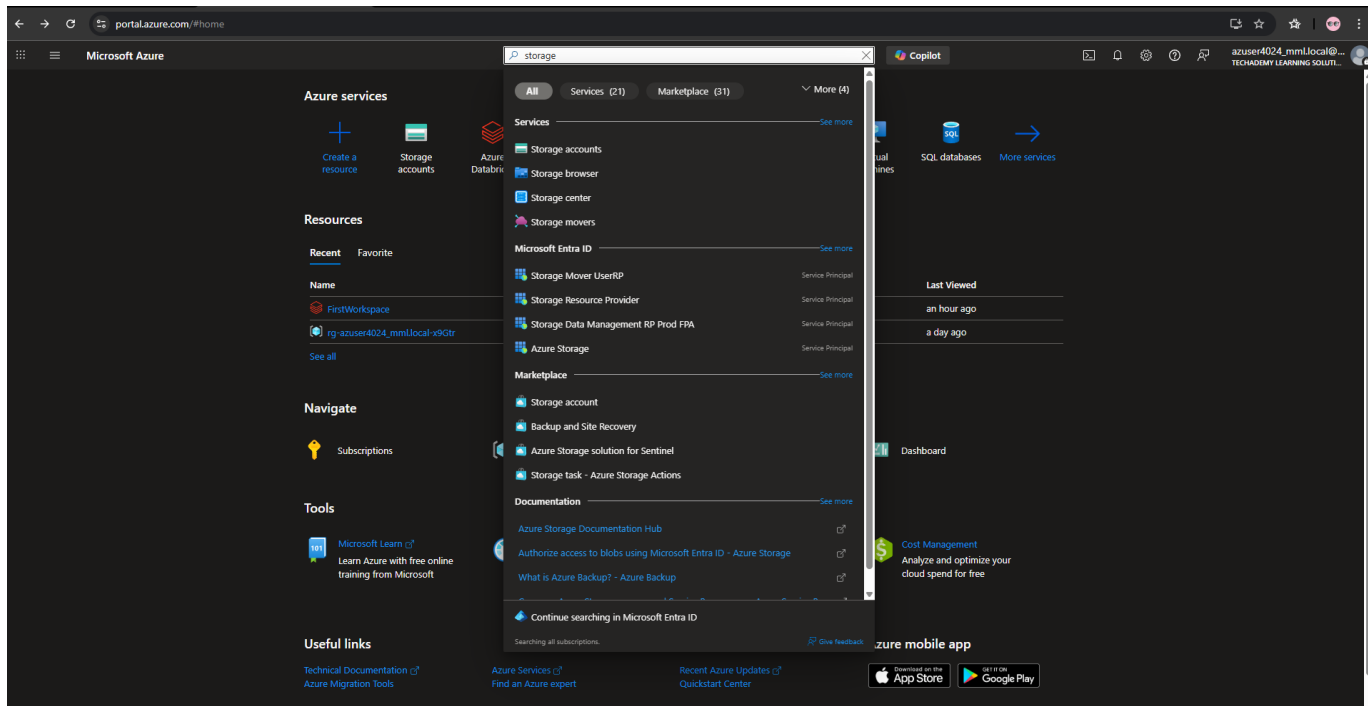 portal.azure.com/#home
Microsoft Azure
storage
Copilot
azuser4024_mml.local@...
TECHADEMY LEARNING SOLUTI...
Azure services
Create a resource
Storage accounts
Azure
SQL databases
More services
Resources
Recent Favorite
Name
Last Viewed
FirstWorkspace
an hour ago
rg-azuser4024_mml.local-x9Gtr
a day ago
See all
Navigate
Subscriptions
Dashboard
Tools
101
Microsoft Learn
Learn Azure with free online
training from Microsoft
Cost Management
Analyze and optimize your
cloud spend for free
Useful links
Technical Documentation
Azure Services
Recent Azure Updates
Azure Migration Tools
Find an Azure expert
Quickstart Center
zure mobile app
Download on the
App Store
GET IT ON
Google Play
All Services (21) Marketplace (31) More (4)
Services See more
Storage accounts
Storage browser
Storage center
Storage movers
Microsoft Entra ID See more
Storage Mover UserRP Service Principal
Storage Resource Provider Service Principal
Storage Data Management RP Prod FPA Service Principal
Azure Storage Service Principal
Marketplace See more
Storage account
Backup and Site Recovery
Azure Storage solution for Sentinel
Storage task - Azure Storage Actions
Documentation See more
Azure Storage Documentation Hub
Authorize access to blobs using Microsoft Entra ID - Azure Storage
What is Azure Backup? - Azure Backup
Continue searching in Microsoft Entra ID
Searching all subscriptions.
Give feedback